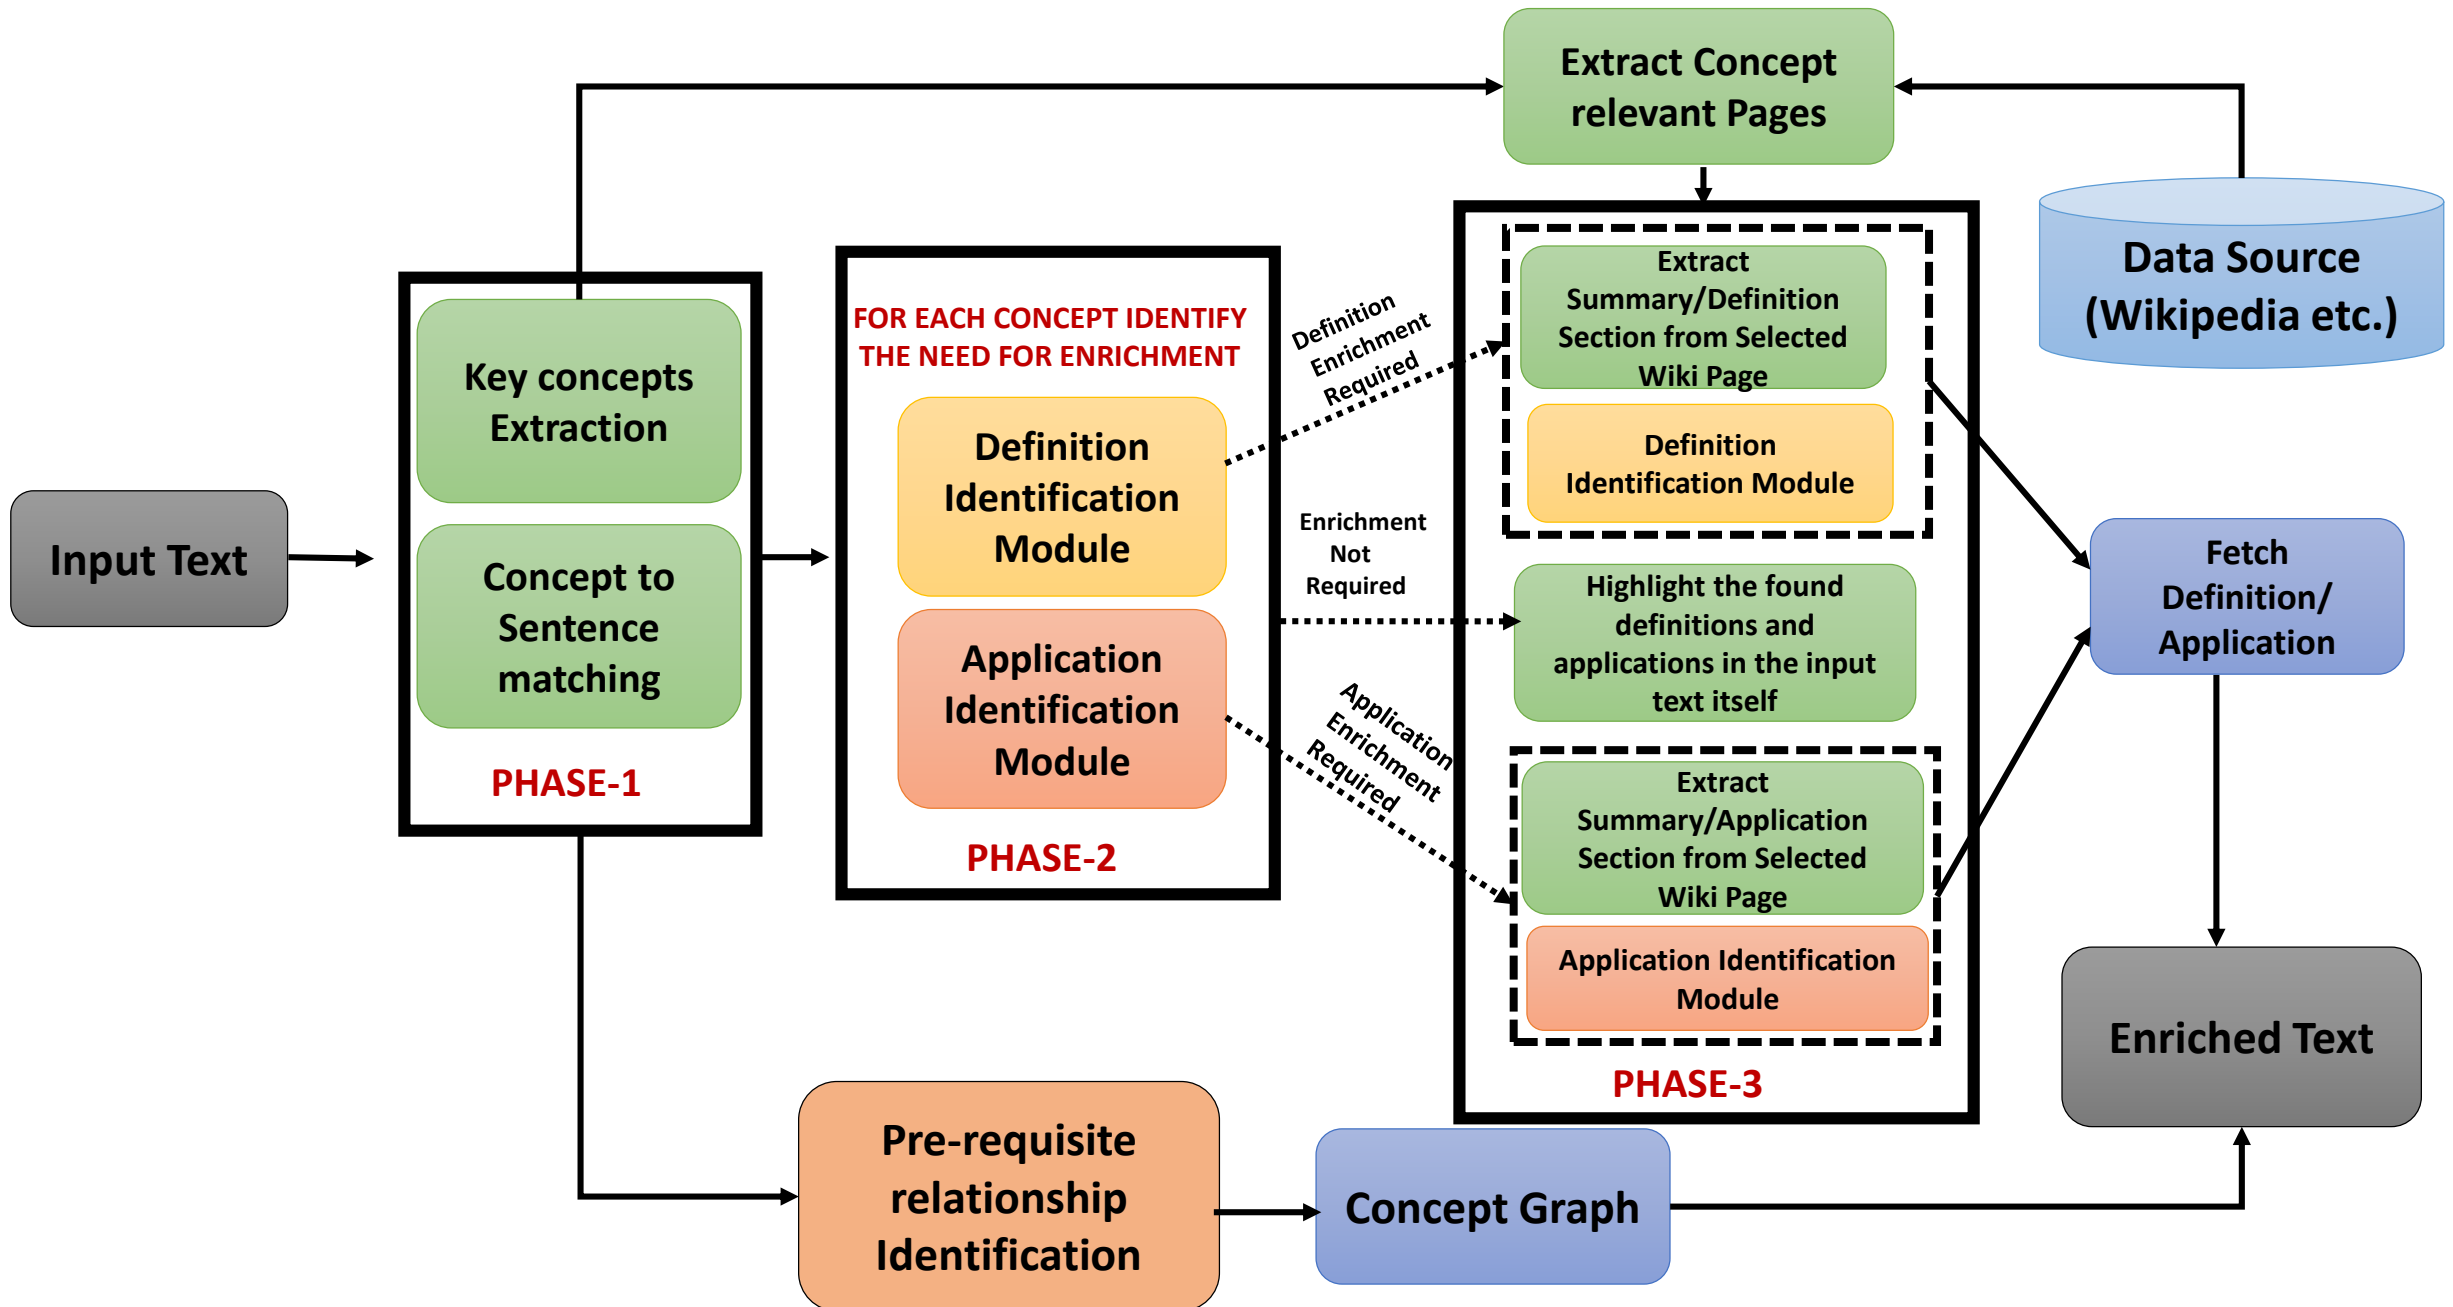 Extract Concept
relevant Pages
Data Source
(Wikipedia etc.)
Input Text
Key concepts
Extraction
Concept to
Sentence
matching
PHASE-1
FOR EACH CONCEPT IDENTIFY
THE NEED FOR ENRICHMENT
Definition
Identification
Module
Application
Identification
Module
PHASE-2
Definition
Enrichment
Required
Enrichment
Not
Required
Application
Enrichment
Required
Extract
Summary/Definition
Section from Selected
Wiki Page
Definition
Identification Module
Highlight the found
definitions and
applications in the input
text itself
Extract
Summary/Application
Section from Selected
Wiki Page
Application Identification
Module
PHASE-3
Fetch
Definition/
Application
Enriched Text
Pre-requisite
relationship
Identification
Concept Graph